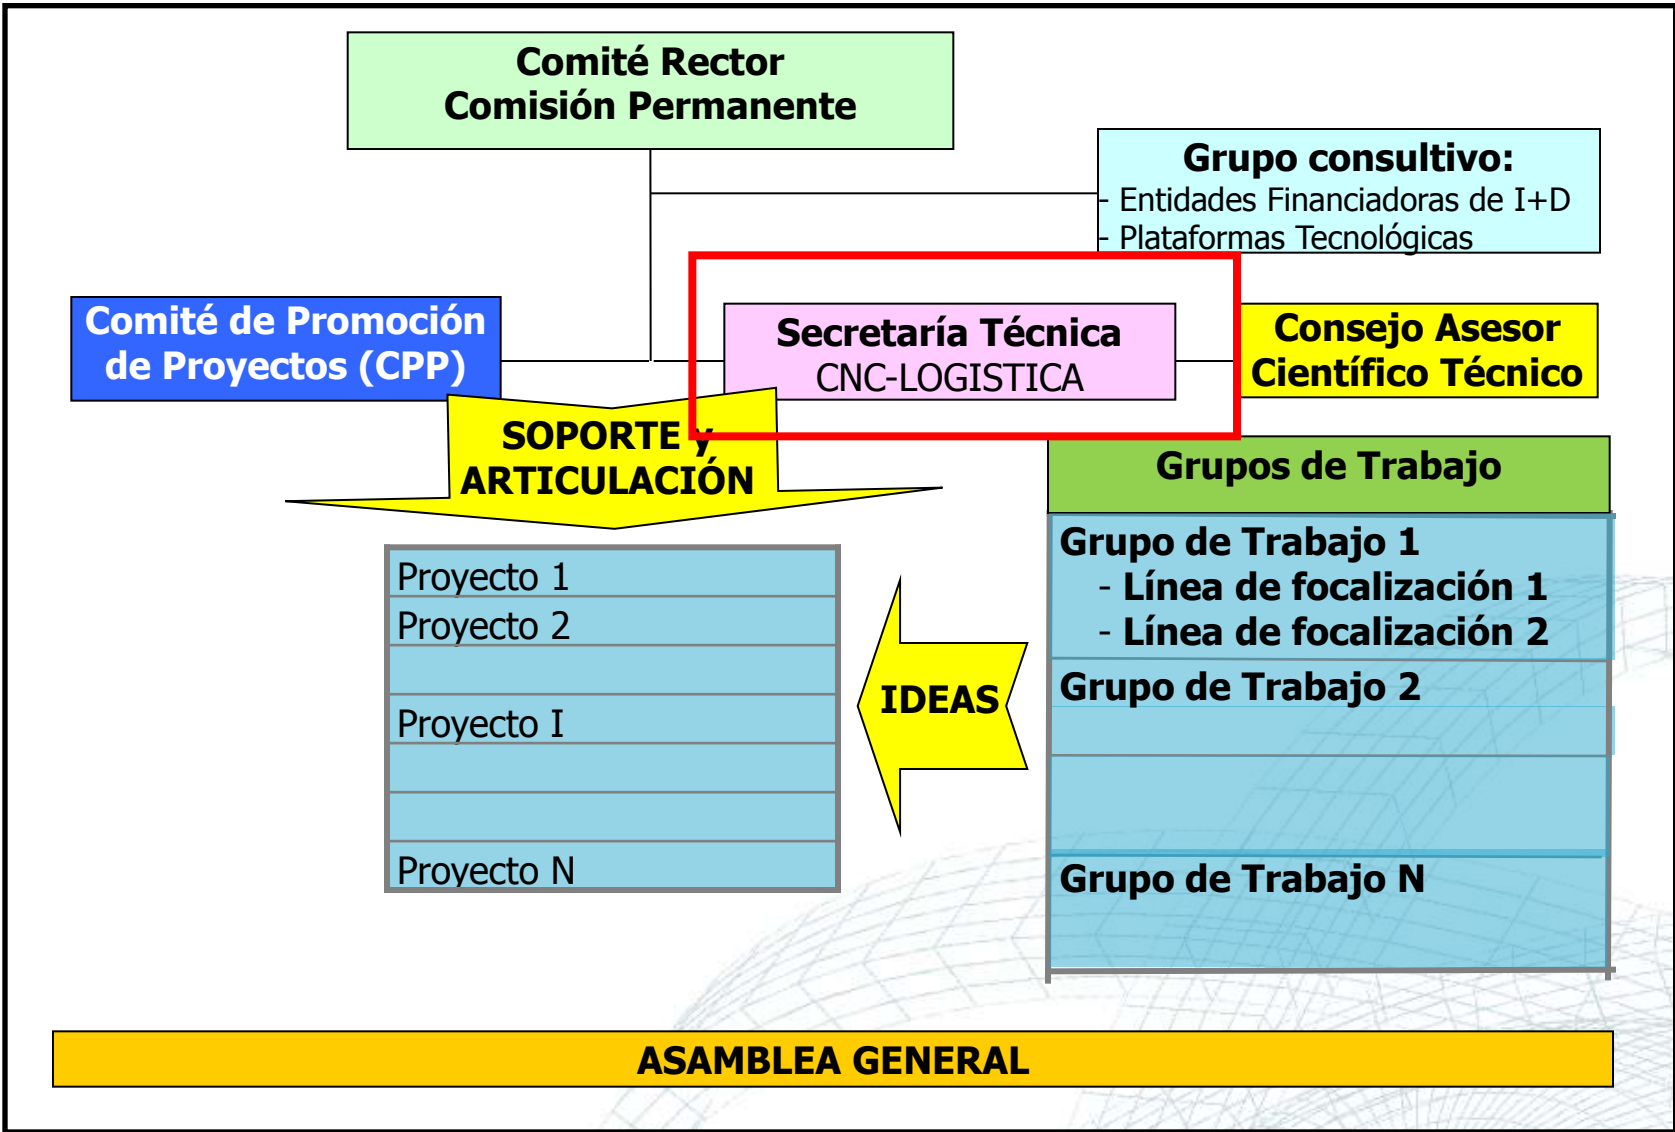 Comité Rector
Comisión Permanente
Grupo consultivo:
- Entidades Financiadoras de I+D
- Plataformas Tecnológicas
Comité de Promoción
de Proyectos (CPP)
Secretaría Técnica
CNC-LOGISTICA
Consejo Asesor
Científico Técnico
SOPORTE y
ARTICULACIÓN
Grupos de Trabajo
Grupo de Trabajo 1
- Línea de focalización 1
- Línea de focalización 2
Grupo de Trabajo 2
Grupo de Trabajo N
IDEAS
Proyecto 1
Proyecto 2
Proyecto I
Proyecto N
ASAMBLEA GENERAL